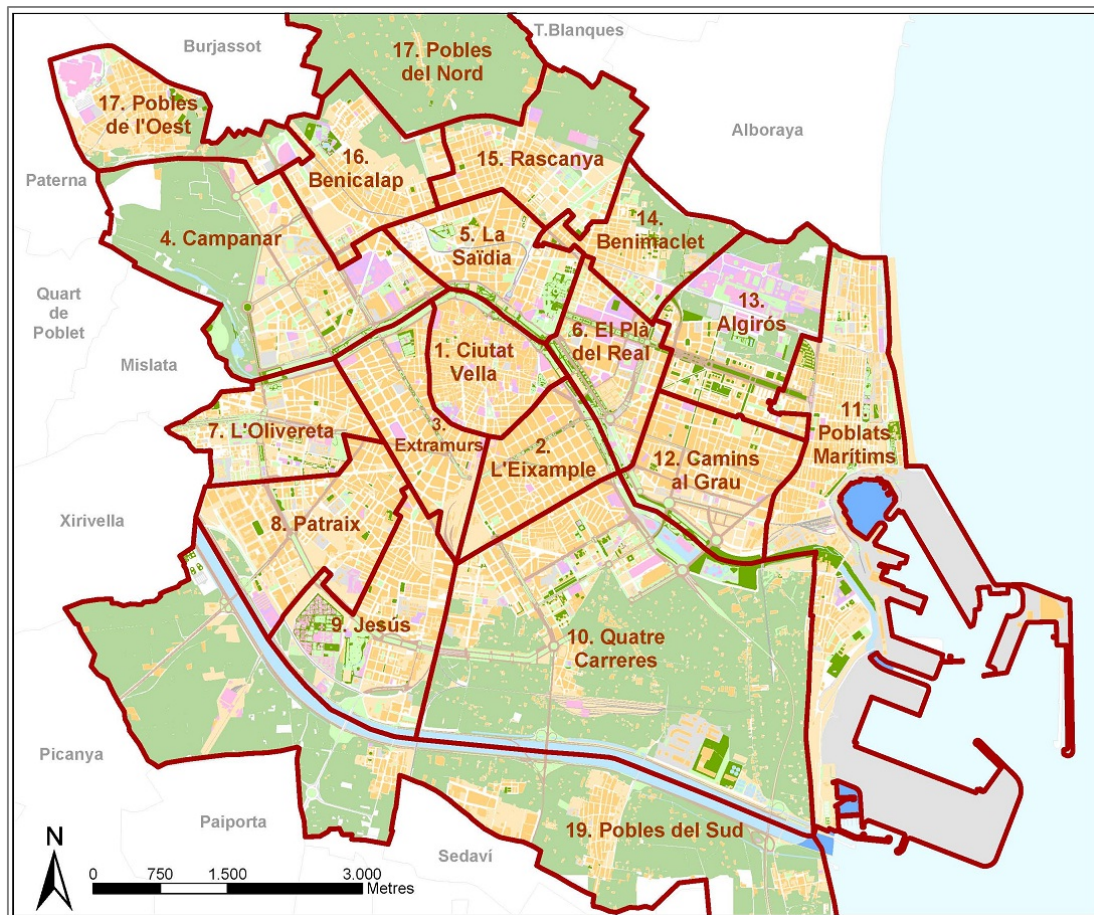 Burjassot
T.Blanques
17. Pobles
del Nord
17. Pobles
de l'Oest
Alboraya
16.
Benicalap
15. Rascanya
Paterna
4. Campanar
5. La
Saïdia
14.
Benimaclet
Quart
de
Poblet
13.
Algirós
6. El Plà
del Real
1. Ciutat
Vella
Mislata
7. L'Olivereta
3.
Extramurs
2.
L'Eixample
11.
Poblats
Marítims
12. Camins
al Grau
Xirivella
8. Patraix
9. Jesús
10. Quatre
Carreres
Picanya
Paiporta
19. Pobles del Sud
Sedaví
N
0 750 1.500 3.000
Metres